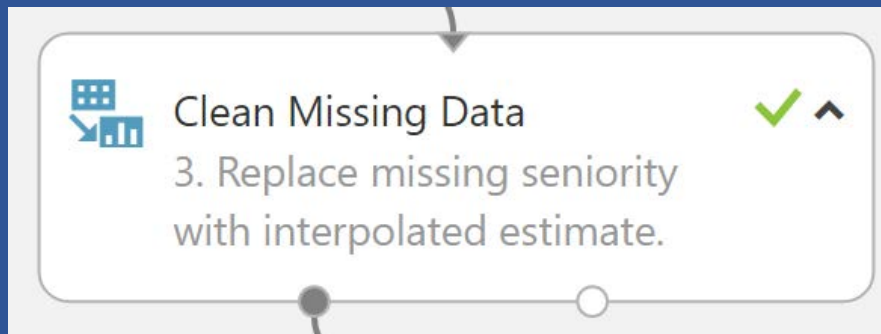 Clean Missing Data
3. Replace missing seniority
with interpolated estimate.